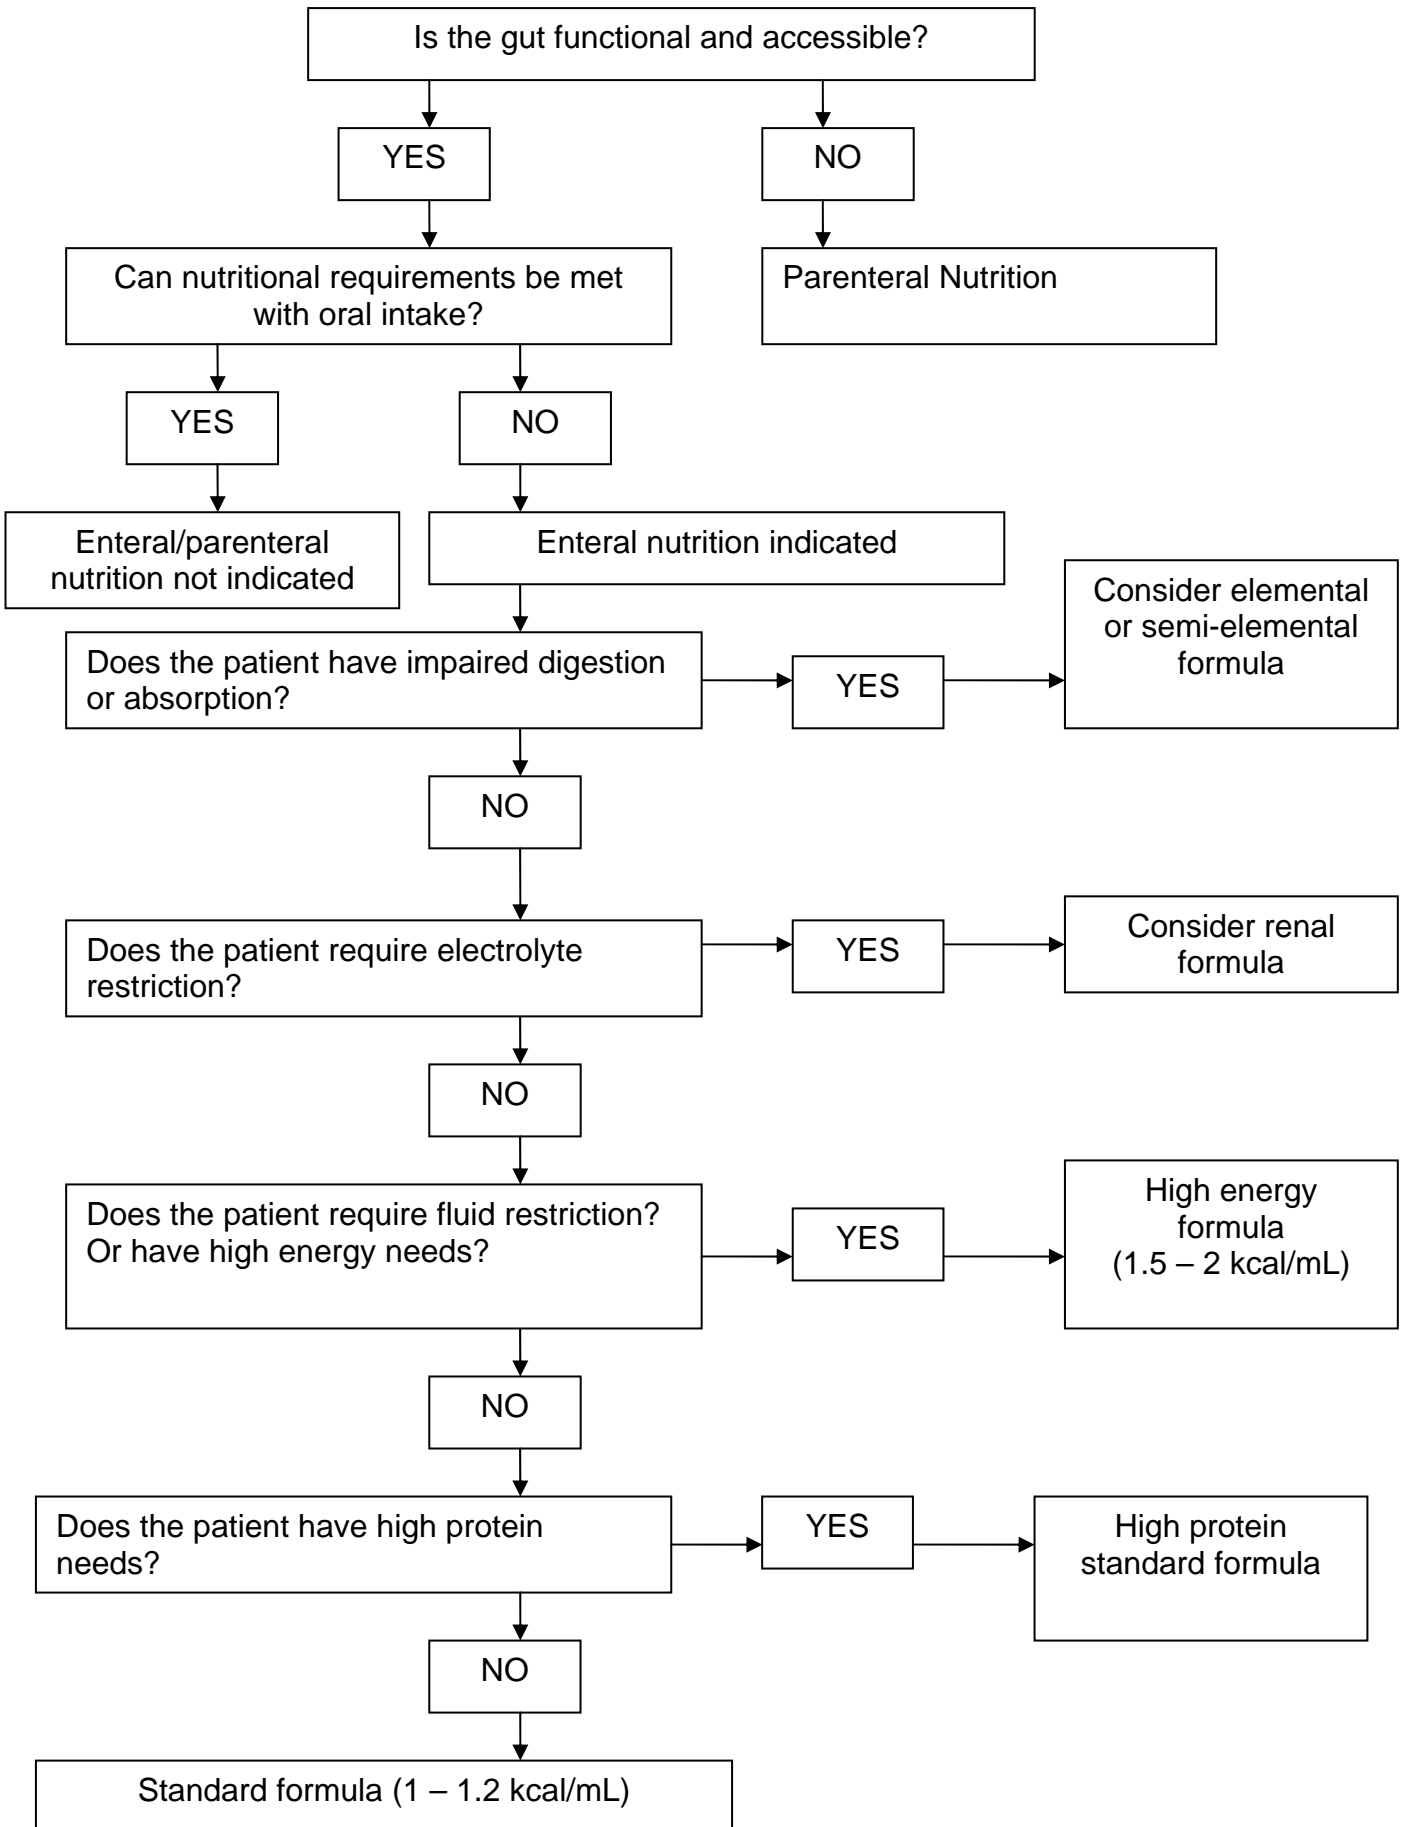 Is the gut functional and accessible?
YES
NO
Can nutritional requirements be met
with oral intake?
Parenteral Nutrition
YES
NO
Enteral/parenteral
nutrition not indicated
Enteral nutrition indicated
Does the patient have impaired digestion
or absorption?
YES
Consider elemental
or semi-elemental
formula
NO
Does the patient require electrolyte
restriction?
YES
Consider renal
formula
NO
Does the patient require fluid restriction?
Or have high energy needs?
YES
High energy
formula
(1.5 – 2 kcal/mL)
NO
Does the patient have high protein
needs?
YES
High protein
standard formula
NO
Standard formula (1 – 1.2 kcal/mL)